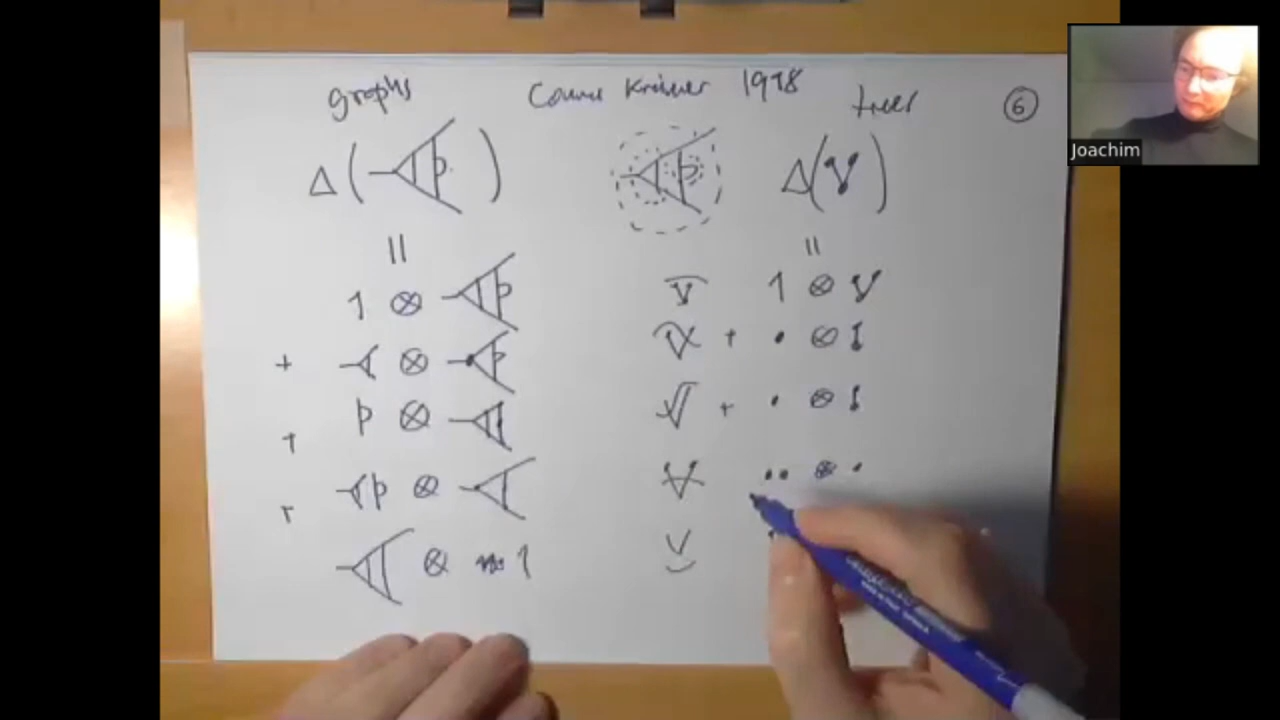 graphs Connes Kreimer 1998 trees ⑥
Joachim
Δ( ) Δ( )
|| ||
1 ⊗ 1 ⊗
+ ⊗ + • ⊗
+ ⊗ + • ⊗
+ ⊗ •• ⊗ •
⊗ 1